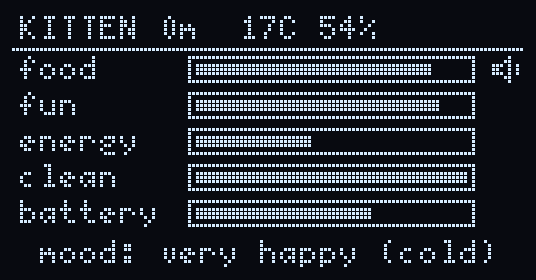 KITTEN 0m 17C 54%
food
fun
energy
clean
battery
mood: very happy (cold)